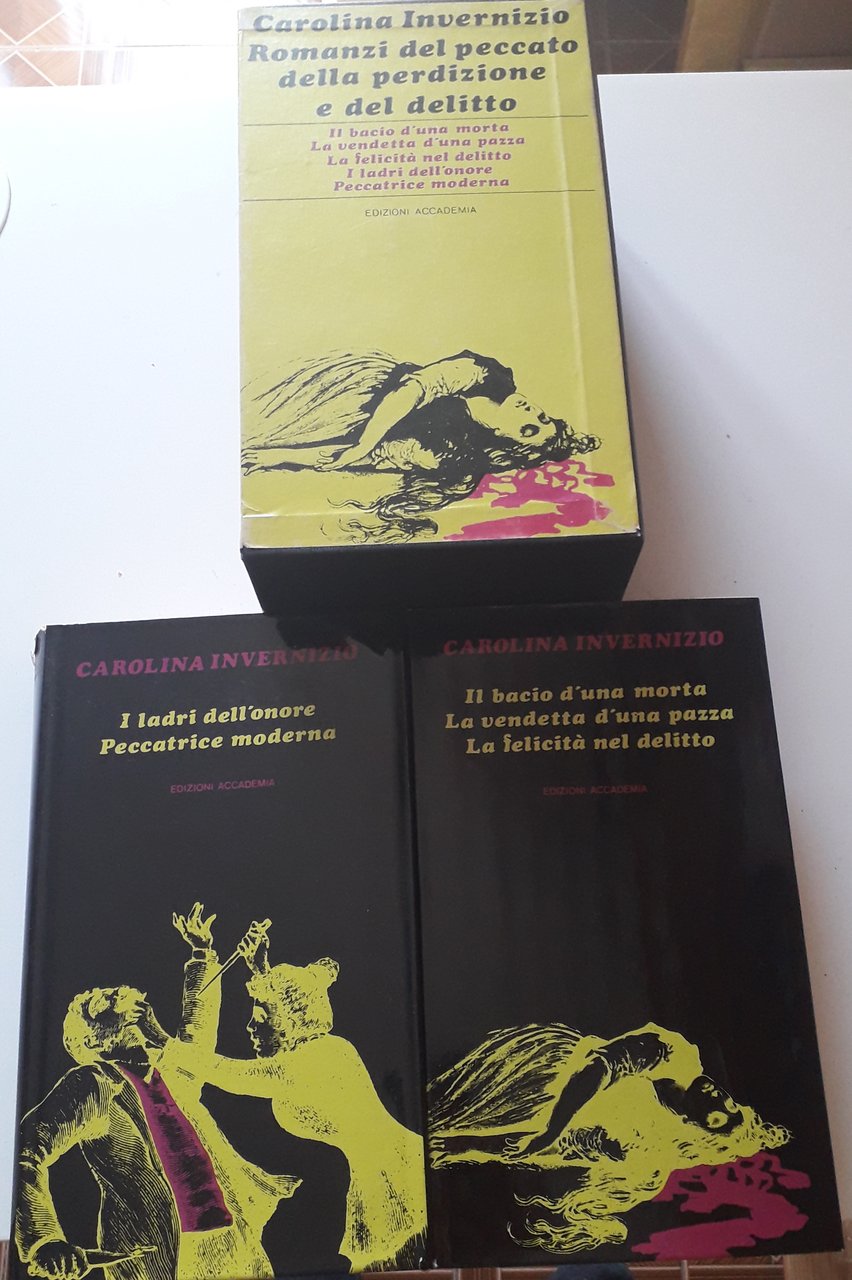 Carolina Invernizio
Romanzi del peccato
della perdizione
e del delitto
Il bacio d'una morta
La vendetta d'una pazza
La felicità nel delitto
I ladri dell'onore
Peccatrice moderna
EDIZIONI ACCADEMIA
CAROLINA INVERNIZIO
I ladri dell'onore
Peccatrice moderna
EDIZIONI ACCADEMIA
CAROLINA INVERNIZIO
Il bacio d'una morta
La vendetta d'una pazza
La felicità nel delitto
EDIZIONI ACCADEMIA